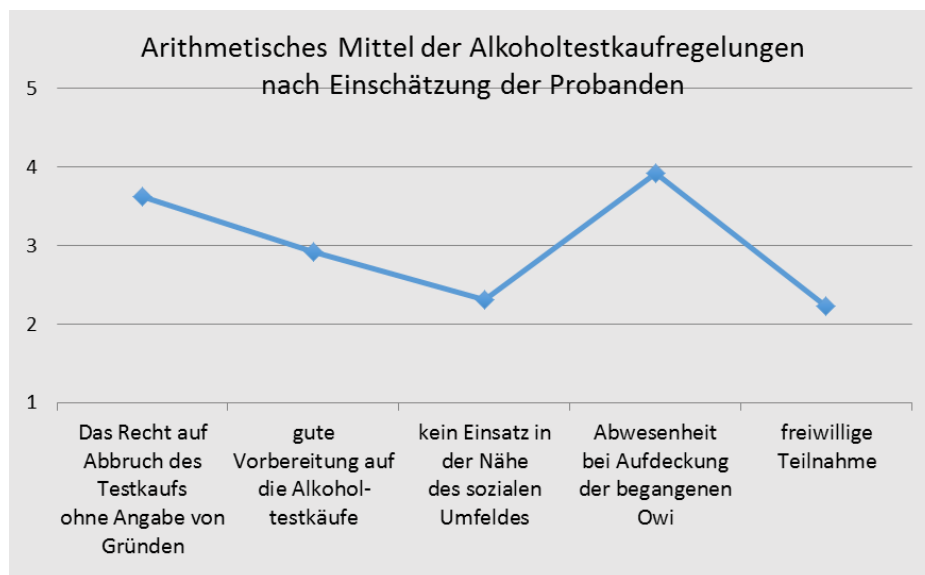 Arithmetisches Mittel der Alkoholtestkaufregelungen
nach Einschätzung der Probanden
5
4
3
2
1
Das Recht auf
Abbruch des
Testkaufs
ohne Angabe von
Gründen
gute
Vorbereitung auf
die Alkohol-
testkäufe
kein Einsatz in
der Nähe
des sozialen
Umfeldes
Abwesenheit
bei Aufdeckung
der begangenen
Owi
freiwillige
Teilnahme